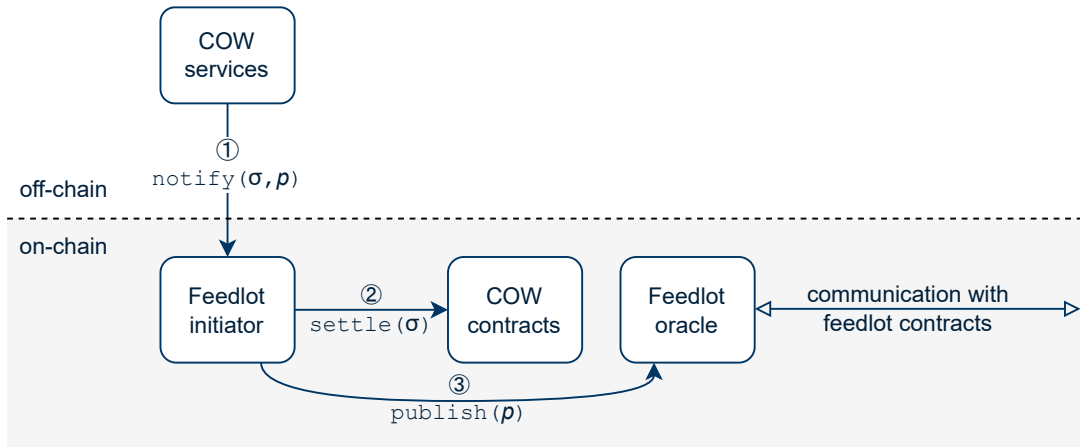 COW
services
①
notify(σ,p)
off-chain
on-chain
Feedlot
initiator
②
settle(σ)
COW
contracts
Feedlot
oracle
communication with
feedlot contracts
③
publish(p)